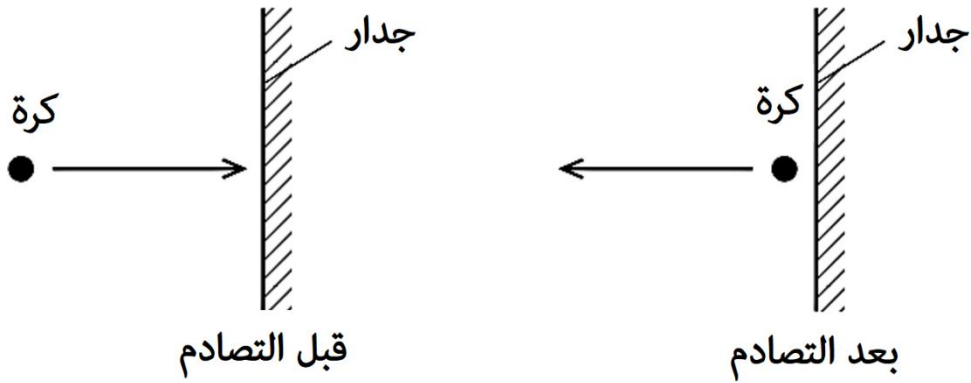 جدار
كرة
قبل التصادم
جدار
كرة
بعد التصادم